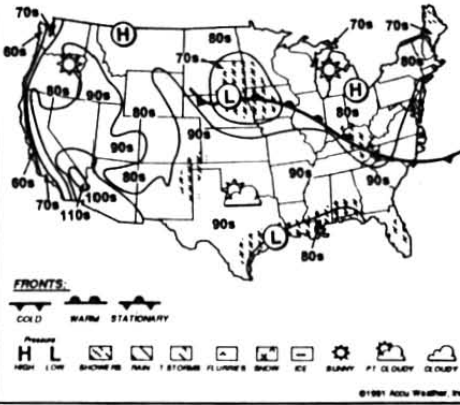 70s
80s
70s
70s
H
80s
80s
70s
80s
80s
90s
L
H
80s
80s
90s
90s
80s
90s
90s
60s
70s
100s
110s
90s
L
80s
FRONTS:
COLD WARM STATIONARY
Pressure
H L
HIGH LOW SHOWERS RAIN T STORMS FLURRIES SNOW ICE SUNNY PT CLOUDY CLOUDY
©1991 Accu Weather, Inc